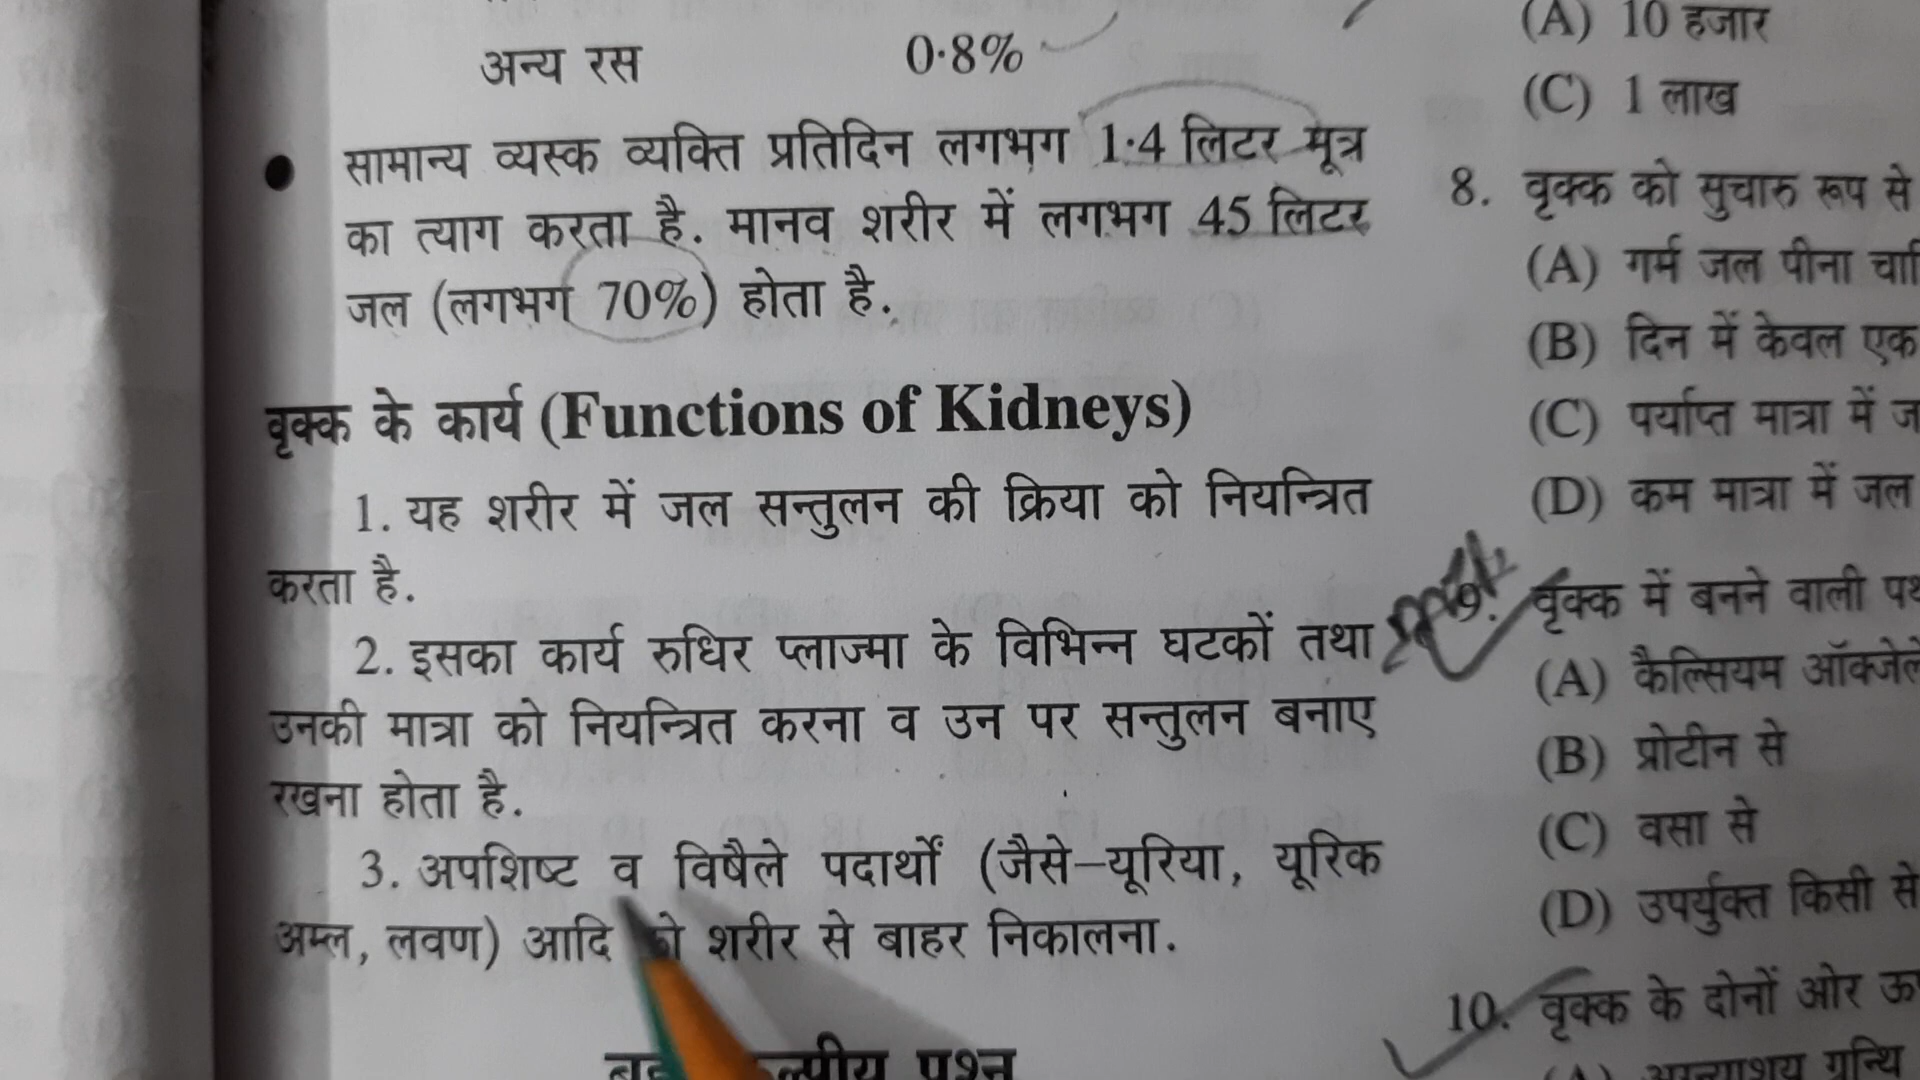 अन्य रस 0·8%
● सामान्य व्यस्क व्यक्ति प्रतिदिन लगभग 1·4 लिटर मूत्र
का त्याग करता है. मानव शरीर में लगभग 45 लिटर
जल (लगभग 70%) होता है.
वृक्क के कार्य (Functions of Kidneys)
1. यह शरीर में जल सन्तुलन की क्रिया को नियन्त्रित
करता है.
2. इसका कार्य रुधिर प्लाज्मा के विभिन्न घटकों तथा
उनकी मात्रा को नियन्त्रित करना व उन पर सन्तुलन बनाए
रखना होता है.
3. अपशिष्ट व विषैले पदार्थों (जैसे–यूरिया, यूरिक
अम्ल, लवण) आदि शरीर से बाहर निकालना.
प्रश्न
(A) 10 हजार
(C) 1 लाख
8. वृक्क को सुचारु रूप से
(A) गर्म जल पीना
(B) दिन में केवल एक
(C) पर्याप्त मात्रा में
(D) कम मात्रा में जल
9. वृक्क में बनने वाली
(A) कैल्सियम
(B) प्रोटीन से
(C) वसा से
(D) उपर्युक्त किसी से
10. वृक्क के दोनों ओर